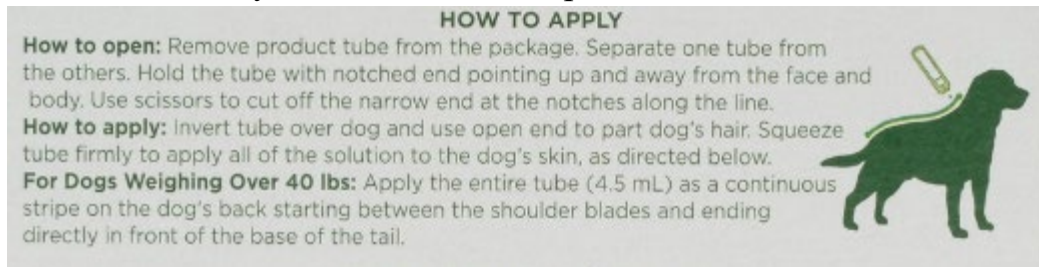 HOW TO APPLY
How to open: Remove product tube from the package. Separate one tube from
the others. Hold the tube with notched end pointing up and away from the face and
body. Use scissors to cut off the narrow end at the notches along the line.
How to apply: Invert tube over dog and use open end to part dog's hair. Squeeze
tube firmly to apply all of the solution to the dog's skin, as directed below.
For Dogs Weighing Over 40 lbs: Apply the entire tube (4.5 mL) as a continuous
stripe on the dog's back starting between the shoulder blades and ending
directly in front of the base of the tail.